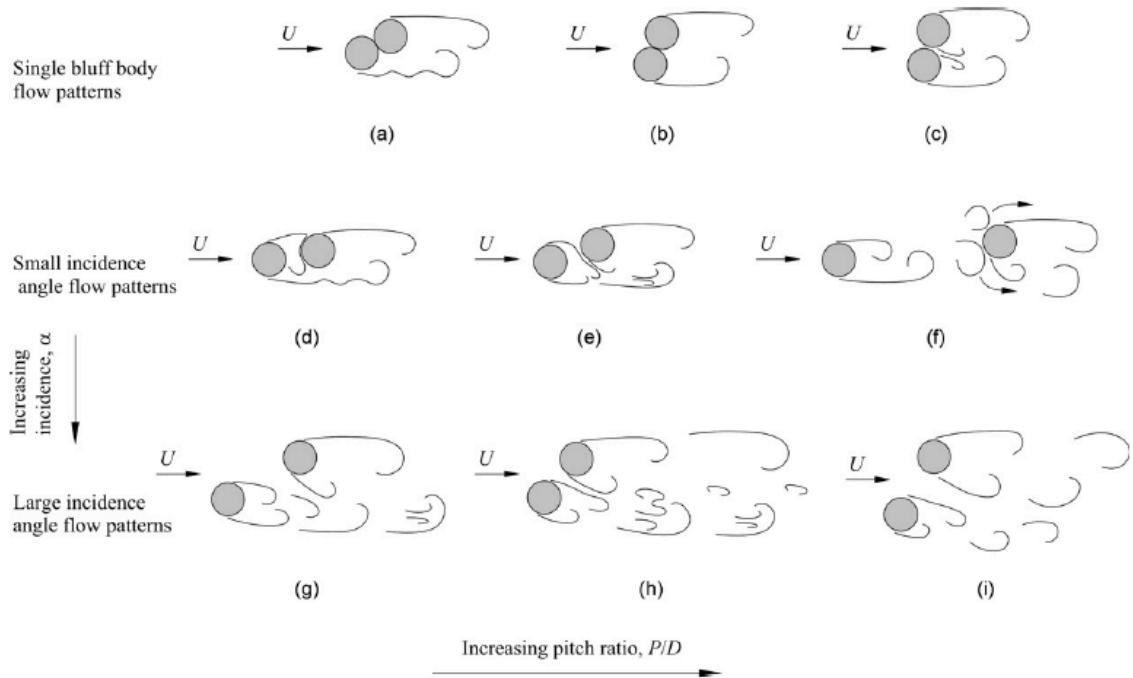 U
U
U
Single bluff body
flow patterns
(a)
(b)
(c)
U
U
U
Small incidence
angle flow patterns
(d)
(e)
(f)
Increasing
incidence, α
U
U
U
Large incidence
angle flow patterns
(g)
(h)
(i)
Increasing pitch ratio, P/D